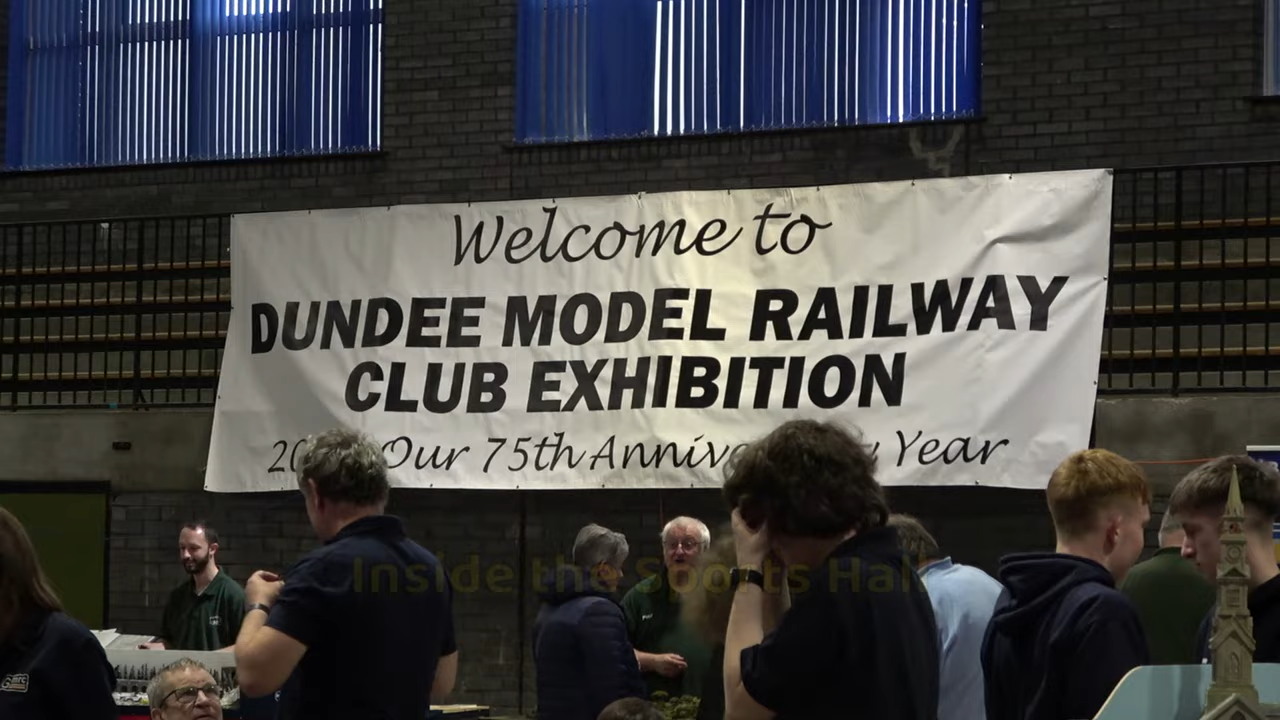 Welcome to
DUNDEE MODEL RAILWAY
CLUB EXHIBITION
Our 75th Year
Inside the Sports Hall